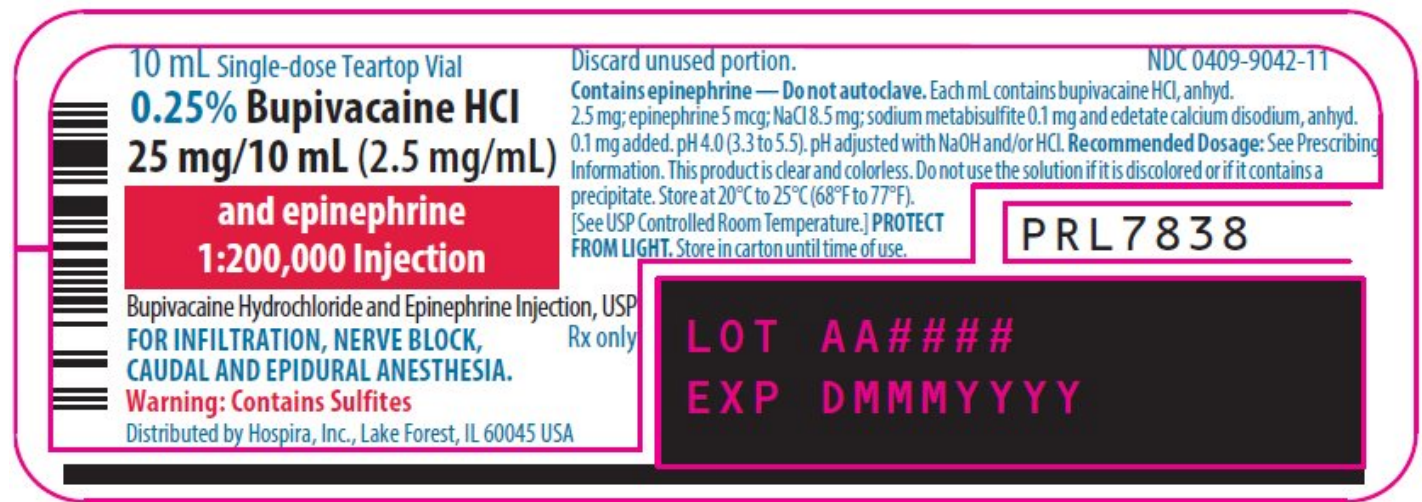 10 mL Single-dose Teartop Vial
0.25% Bupivacaine HCl
25 mg/10 mL (2.5 mg/mL)
and epinephrine
1:200,000 Injection
Bupivacaine Hydrochloride and Epinephrine Injection, USP
FOR INFILTRATION, NERVE BLOCK,
CAUDAL AND EPIDURAL ANESTHESIA.
Rx only
Warning: Contains Sulfites
Distributed by Hospira, Inc., Lake Forest, IL 60045 USA
Discard unused portion.
NDC 0409-9042-11
Contains epinephrine — Do not autoclave. Each mL contains bupivacaine HCl, anhyd.
2.5 mg; epinephrine 5 mcg; NaCl 8.5 mg; sodium metabisulfite 0.1 mg and edetate calcium disodium, anhyd.
0.1 mg added. pH 4.0 (3.3 to 5.5). pH adjusted with NaOH and/or HCl. Recommended Dosage: See Prescribing
Information. This product is clear and colorless. Do not use the solution if it is discolored or if it contains a
precipitate. Store at 20°C to 25°C (68°F to 77°F).
[See USP Controlled Room Temperature.] PROTECT
FROM LIGHT. Store in carton until time of use.
PRL7838
LOT AA####
EXP DMMMYYYY